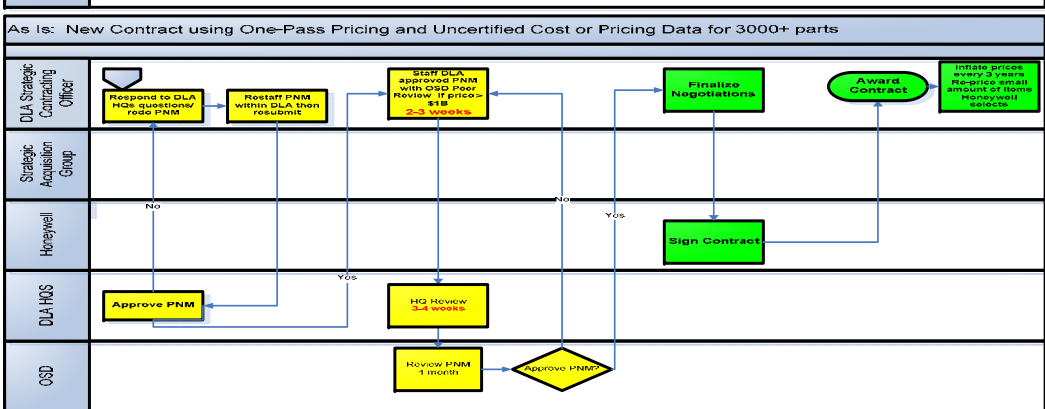 As Is: New Contract using One-Pass Pricing and Uncertified Cost or Pricing Data for 3000+ parts
DLA Strategic
Contracting
Officer
Respond to DLA
HQs questions/
redo PNM
Restaff PNM
within DLA then
resubmit
Staff DLA
approved PNM
with OSD Peer
Review if price>
$1B
2-3 weeks
Finalize
Negotiations
Award
Contract
Inflate prices
every 3 years
Re-price small
amount of items
Honeywell
selects
Strategic
Acquisition
Group
No
No
Yes
Honeywell
Sign Contract
Yes
DLA HQS
Approve PNM
HQ Review
3-4 weeks
OSD
Review PNM
1 month
Approve PNM?